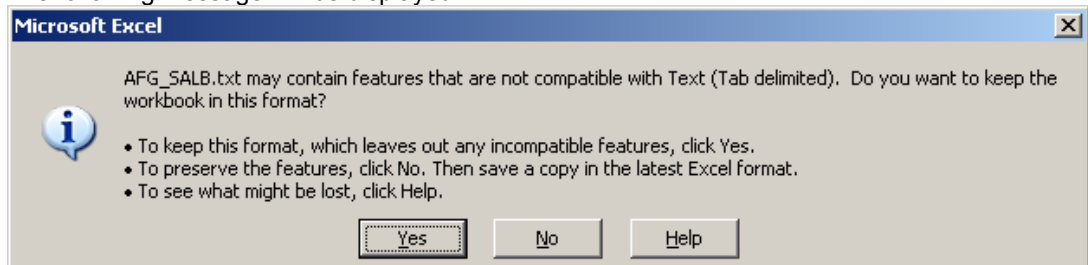 Microsoft Excel
AFG_SALB.txt may contain features that are not compatible with Text (Tab delimited). Do you want to keep the
workbook in this format?
• To keep this format, which leaves out any incompatible features, click Yes.
• To preserve the features, click No. Then save a copy in the latest Excel format.
• To see what might be lost, click Help.
Yes No Help